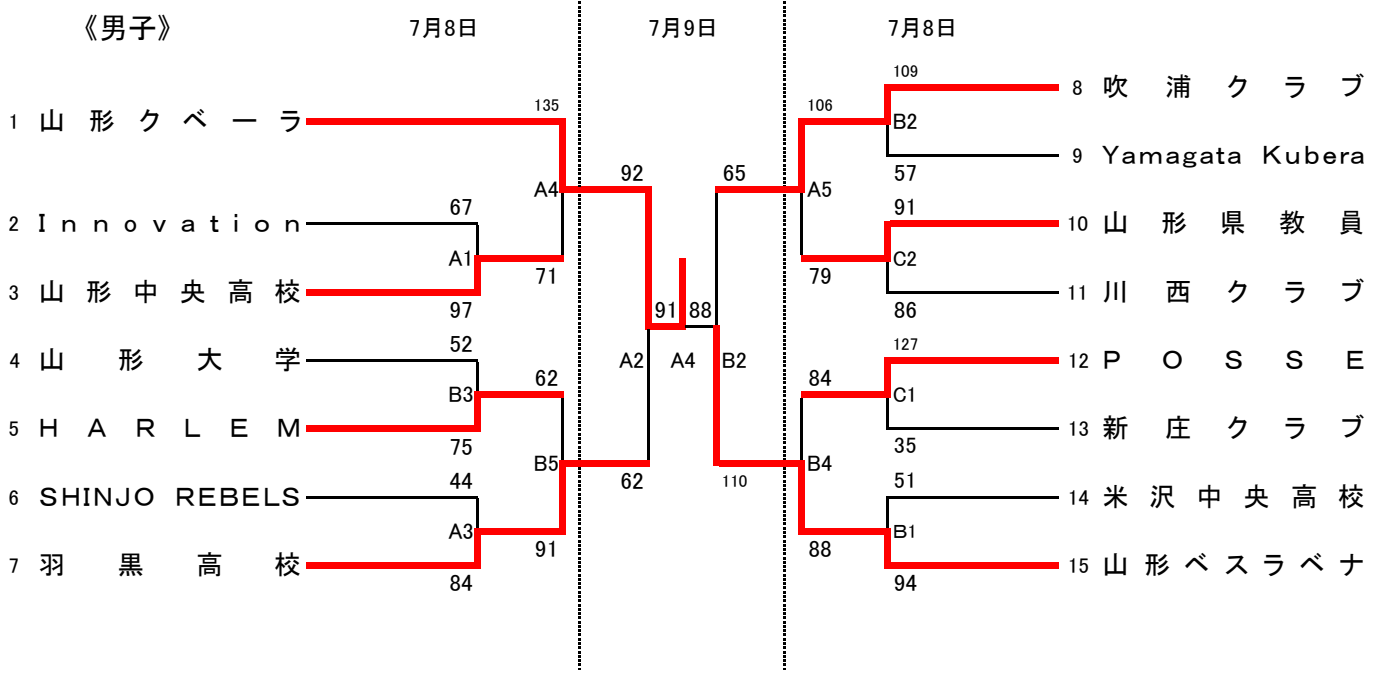 《男子》 7月8日 7月9日 7月8日
109
8 吹浦クラブ
135
106
1 山形クベーラ
B2
9 Yamagata Kubera
57
92
65
A4
A5
67
91
2 Innovation
10 山形県教員
A1
C2
71
79
3 山形中央高校
11 川西クラブ
97
86
91 88
52
127
4 山形大学
A2 A4 B2
12 POSSE
62
84
B3
C1
5 HARLEM
13 新庄クラブ
75
35
B5
B4
44
62
110
51
6 SHINJO REBELS
14 米沢中央高校
A3
B1
91
88
7 羽黒高校
15 山形ベスラベナ
84
94